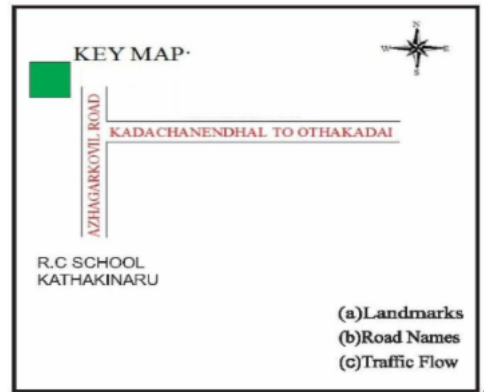 N
W E
S
KEY MAP·
AZHAGARKOVIL ROAD
KADACHANENDHAL TO OTHAKADAI
R.C SCHOOL
KATHAKINARU
(a)Landmarks
(b)Road Names
(c)Traffic Flow